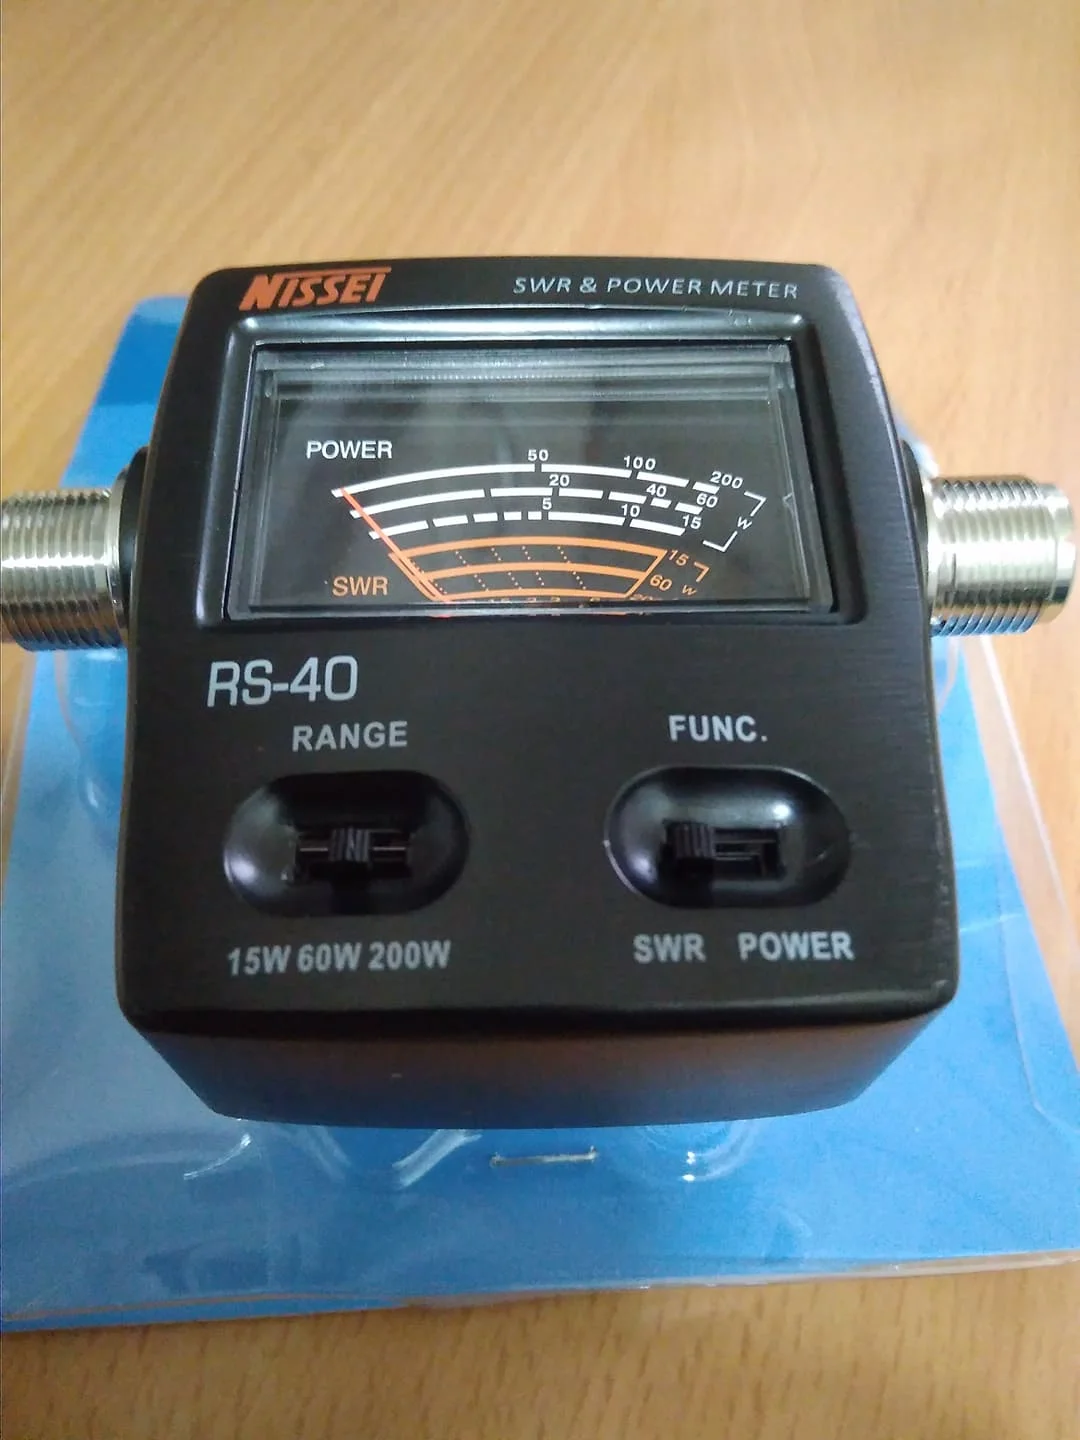 NISSEI
SWR & POWER METER
POWER
50 100 200
20 40 60
5 10 15
W
15
60 W
SWR
RS-40
RANGE
FUNC.
15W 60W 200W
SWR POWER